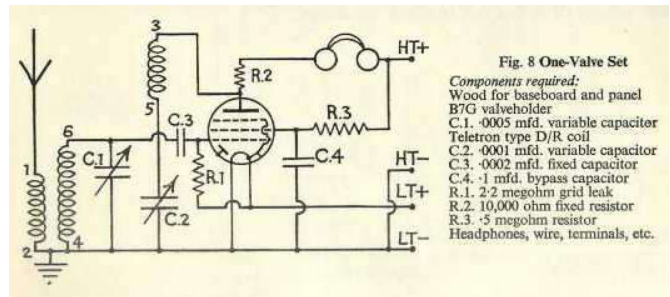 3
R.2
HT+
5
R.3
6
C.3
C.1
C.4
HT-
R.1
1
LT+
C.2
2
4
LT-
Fig. 8 One-Valve Set
Components required:
Wood for baseboard and panel
B7G valveholder
C.1. ·0005 mfd. variable capacitor
Teletron type D/R coil
C.2. ·0001 mfd. variable capacitor
C.3. ·0002 mfd. fixed capacitor
C.4. ·1 mfd. bypass capacitor
R.1. 2·2 megohm grid leak
R.2. 10,000 ohm fixed resistor
R.3. ·5 megohm resistor
Headphones, wire, terminals, etc.